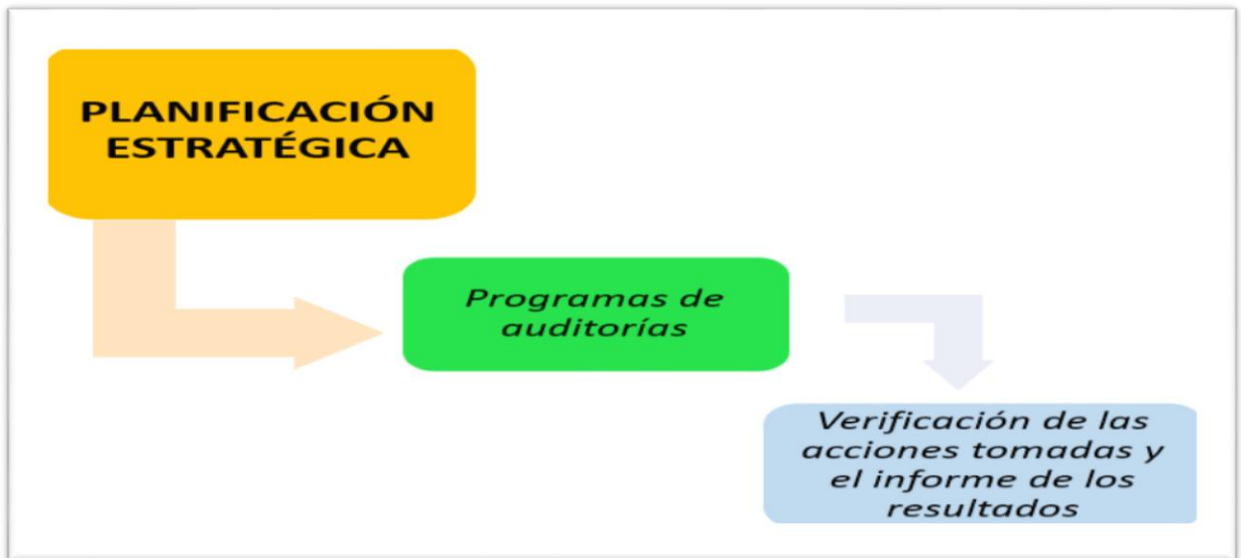 PLANIFICACIÓN
ESTRATÉGICA
Programas de
auditorías
Verificación de las
acciones tomadas y
el informe de los
resultados